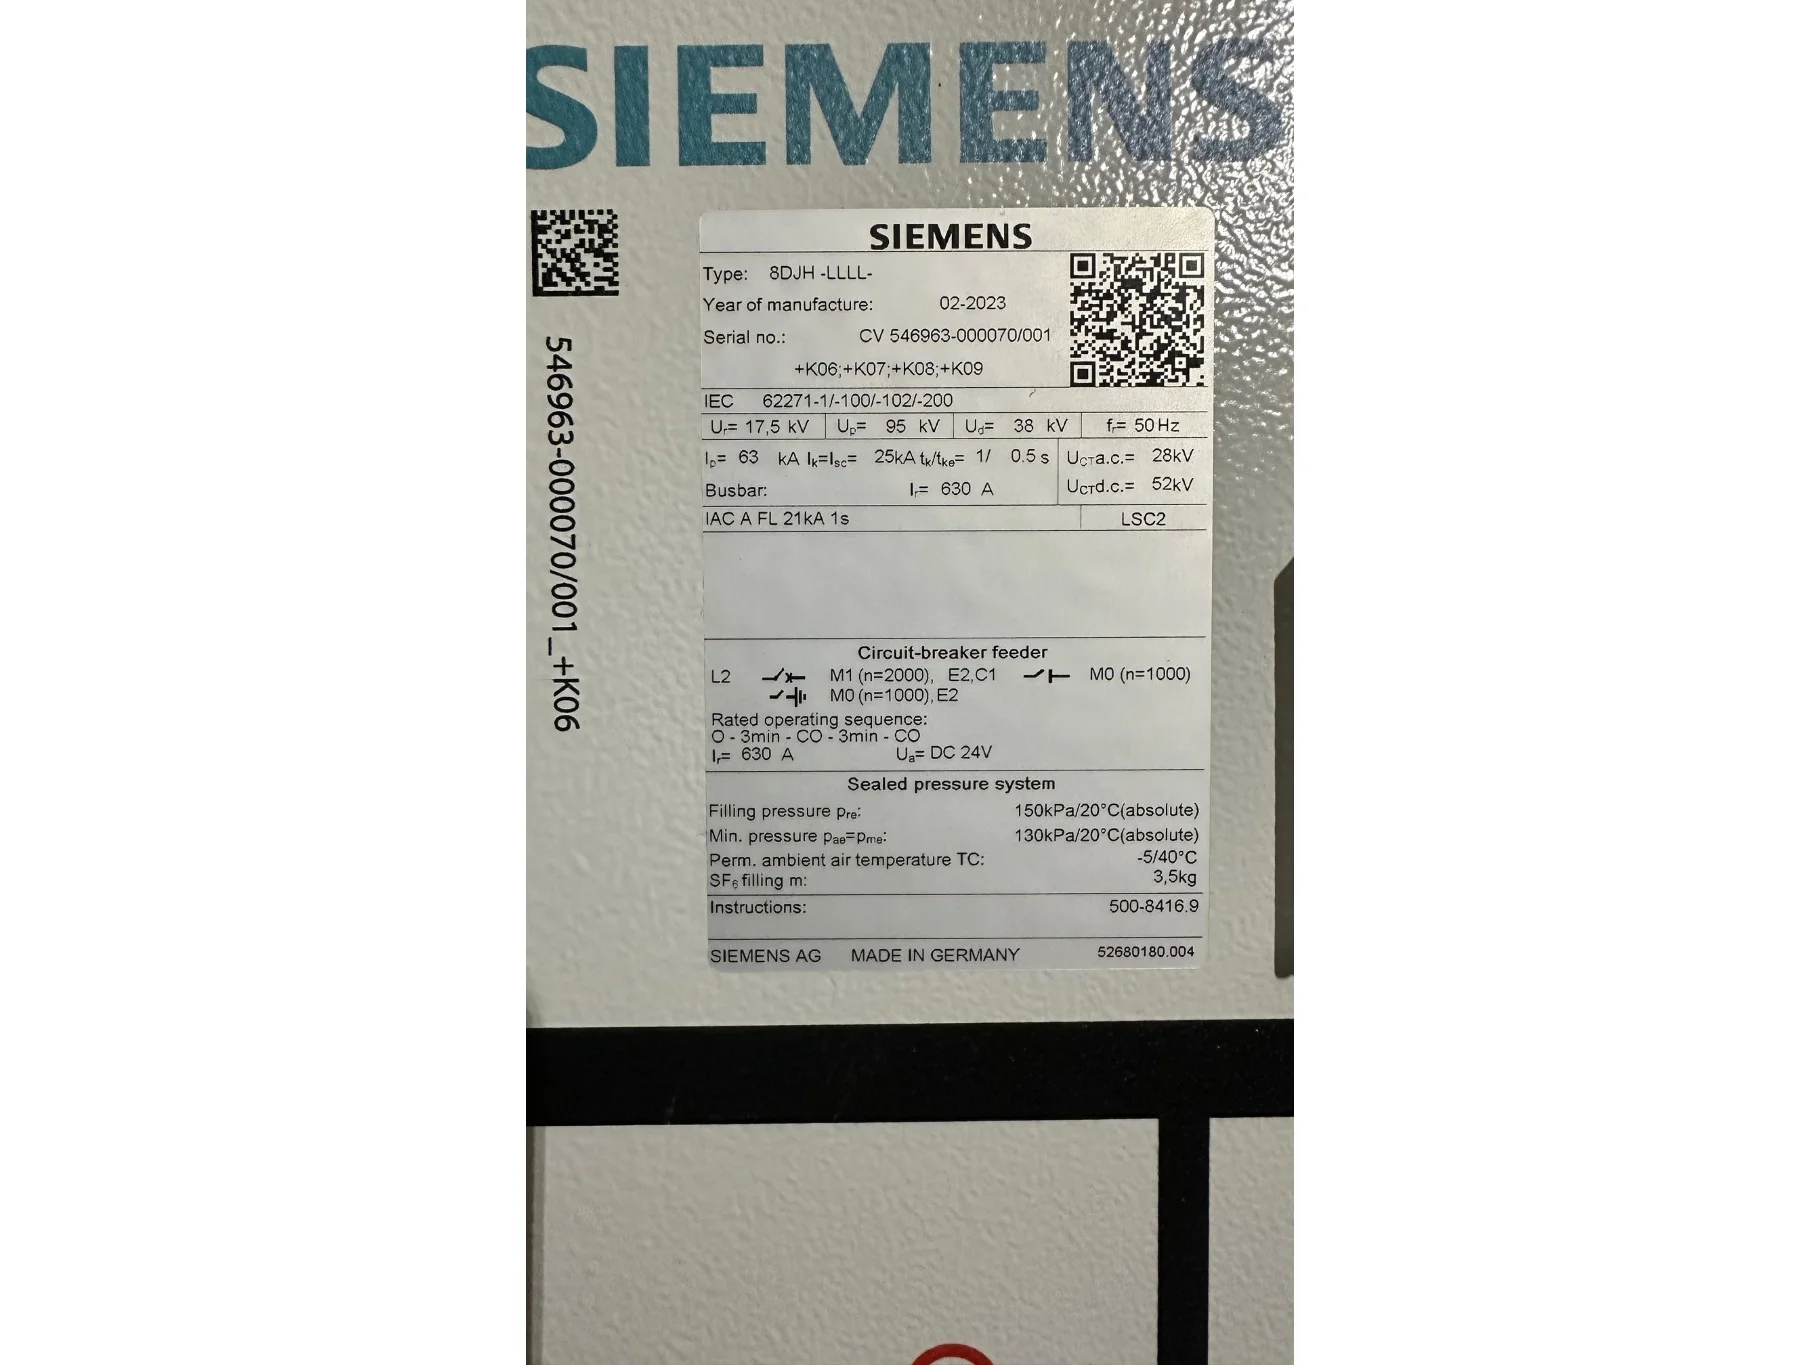 SIEMENS
546963-000070/001_+K06
SIEMENS
Type: 8DJH -LLLL-
Year of manufacture: 02-2023
Serial no.: CV 546963-000070/001
+K06;+K07;+K08;+K09
IEC 62271-1/-100/-102/-200
Ur= 17,5 kV Up= 95 kV Ud= 38 kV fr= 50Hz
Ip= 63 kA Ik=Isc= 25kA tk/tke= 1/ 0.5 s UCTa.c.= 28kV
Busbar: Ir= 630 A UCTd.c.= 52kV
IAC A FL 21kA 1s LSC2
Circuit-breaker feeder
L2 M1 (n=2000), E2,C1 M0 (n=1000)
M0 (n=1000), E2
Rated operating sequence:
O - 3min - CO - 3min - CO
Ir= 630 A Ua= DC 24V
Sealed pressure system
Filling pressure pre: 150kPa/20°C(absolute)
Min. pressure pae=pme: 130kPa/20°C(absolute)
Perm. ambient air temperature TC: -5/40°C
SF6 filling m: 3,5kg
Instructions: 500-8416.9
SIEMENS AG MADE IN GERMANY 52680180.004